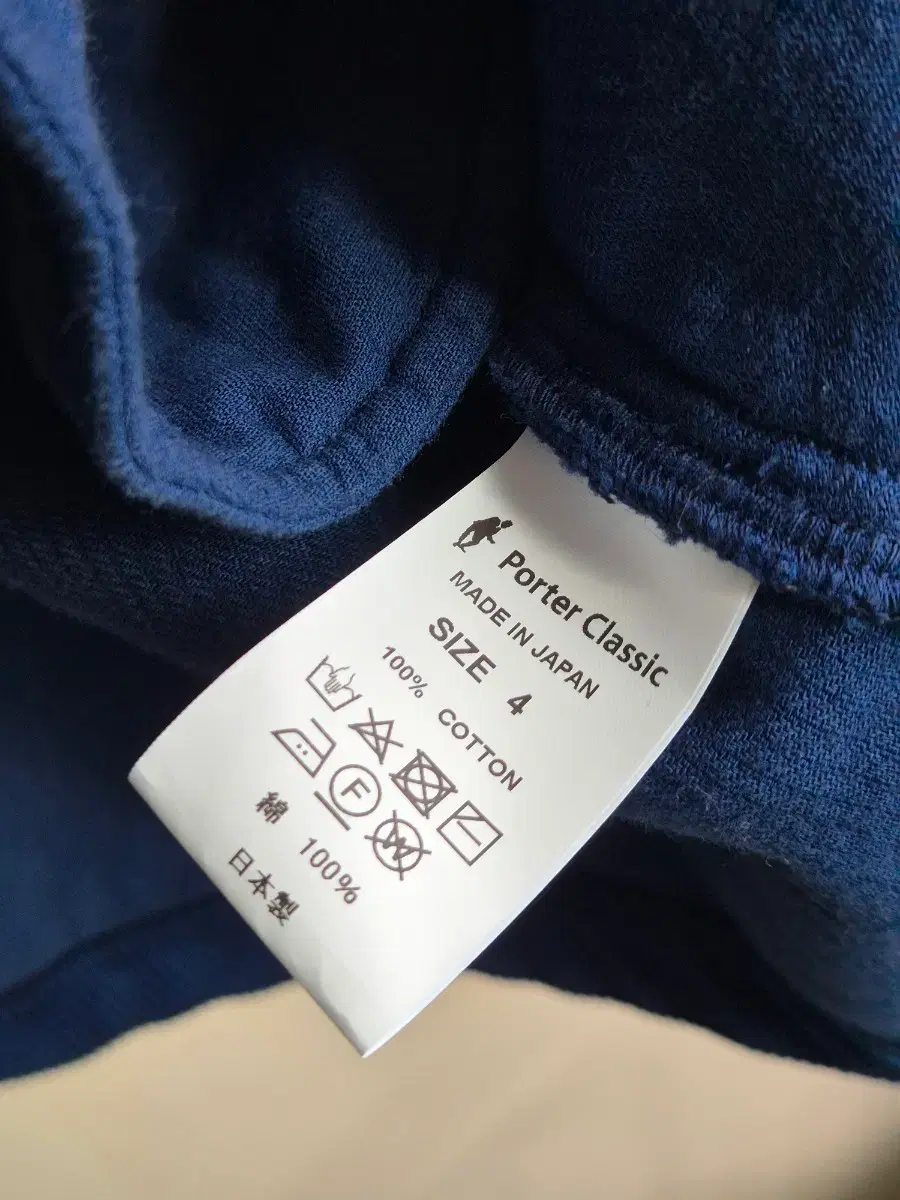 Porter Classic
MADE IN JAPAN
SIZE 4
100% COTTON
F
W
綿 100%
日本製